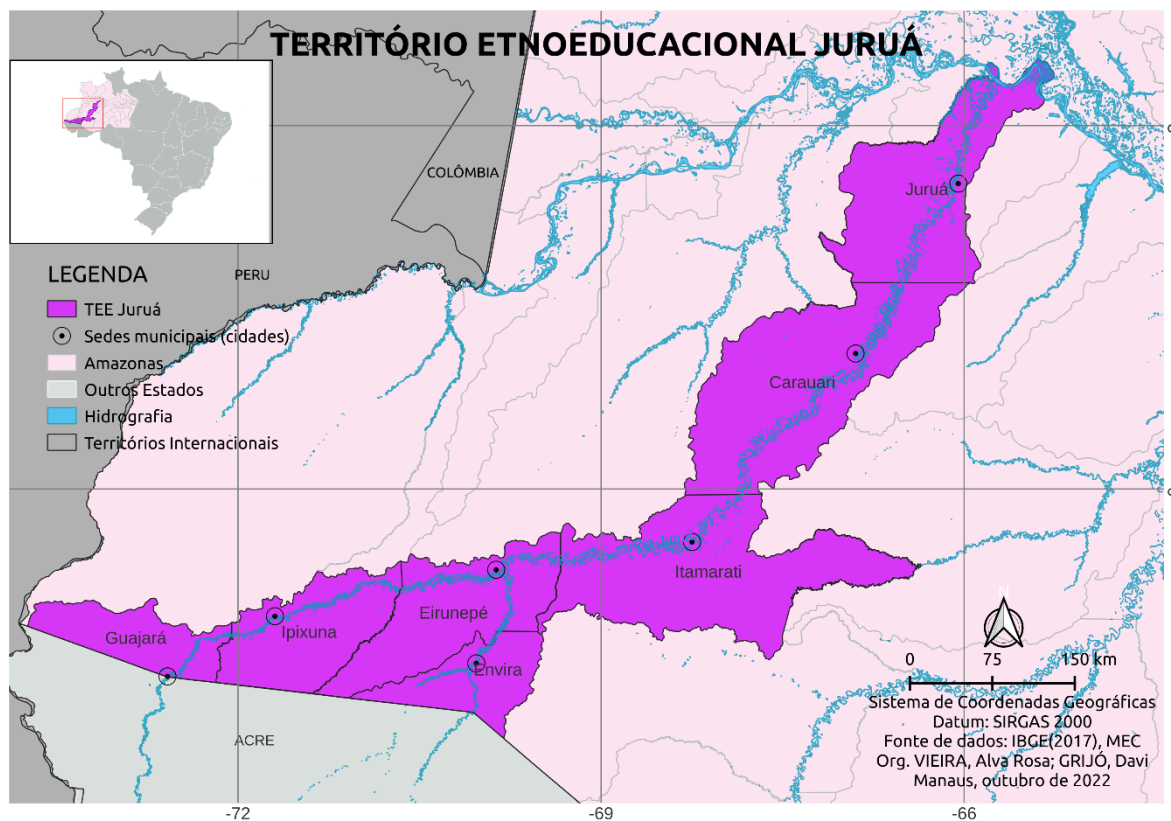 TERRITÓRIO ETNOEDUCACIONAL JURUÁ
COLÔMBIA
Juruá
PERU
LEGENDA
TEE Juruá
Sedes municipais (cidades)
Amazonas
Outros Estados
Hidrografia
Territórios Internacionais
Carauari
Itamarati
Eirunepé
Ipixuna
Guajará
Envira
ACRE
N
0 75 150 km
Sistema de Coordenadas Geográficas
Datum: SIRGAS 2000
Fonte de dados: IBGE(2017), MEC
Org. VIEIRA, Alva Rosa; GRIJÓ, Davi
Manaus, outubro de 2022
-72 -69 -66